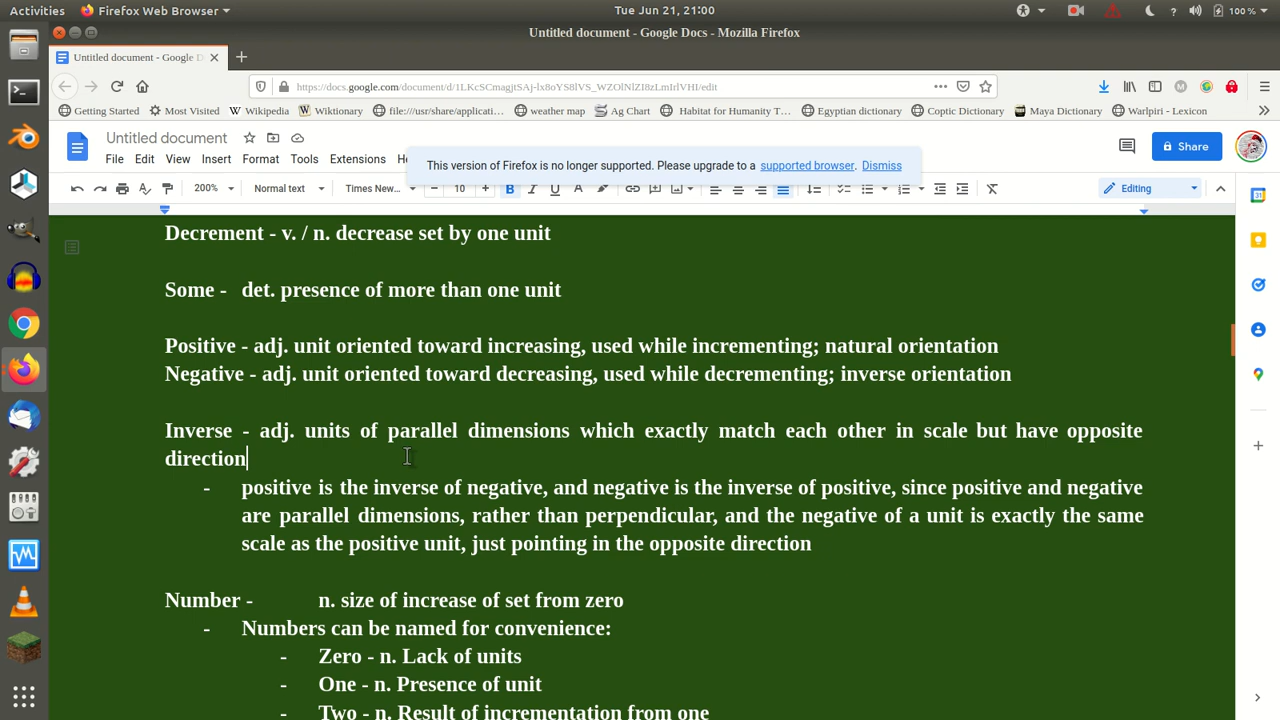 Activities Firefox Web Browser Tue Jun 21, 21:00 100 %
Untitled document - Google Docs - Mozilla Firefox
Untitled document - Google D
https://docs.google.com/document/d/
Getting Started Most Visited Wikipedia Wiktionary file:///usr/share/applicati… weather map Ag Chart Habitat for Humanity T… Egyptian dictionary Coptic Dictionary Maya Dictionary Warlpiri - Lexicon
Untitled document
File Edit View Insert Format Tools Extensions
This version of Firefox is no longer supported. Please upgrade to a supported browser. Dismiss
Share
200% Normal text Times New... 10 B I U A Editing
Decrement - v. / n. decrease set by one unit
Some - det. presence of more than one unit
Positive - adj. unit oriented toward increasing, used while incrementing; natural orientation
Negative - adj. unit oriented toward decreasing, used while decrementing; inverse orientation
Inverse - adj. units of parallel dimensions which exactly match each other in scale but have opposite
direction
- positive is the inverse of negative, and negative is the inverse of positive, since positive and negative
are parallel dimensions, rather than perpendicular, and the negative of a unit is exactly the same
scale as the positive unit, just pointing in the opposite direction
Number - n. size of increase of set from zero
- Numbers can be named for convenience:
- Zero - n. Lack of units
- One - n. Presence of unit
- Two - n. Result of incrementation from one